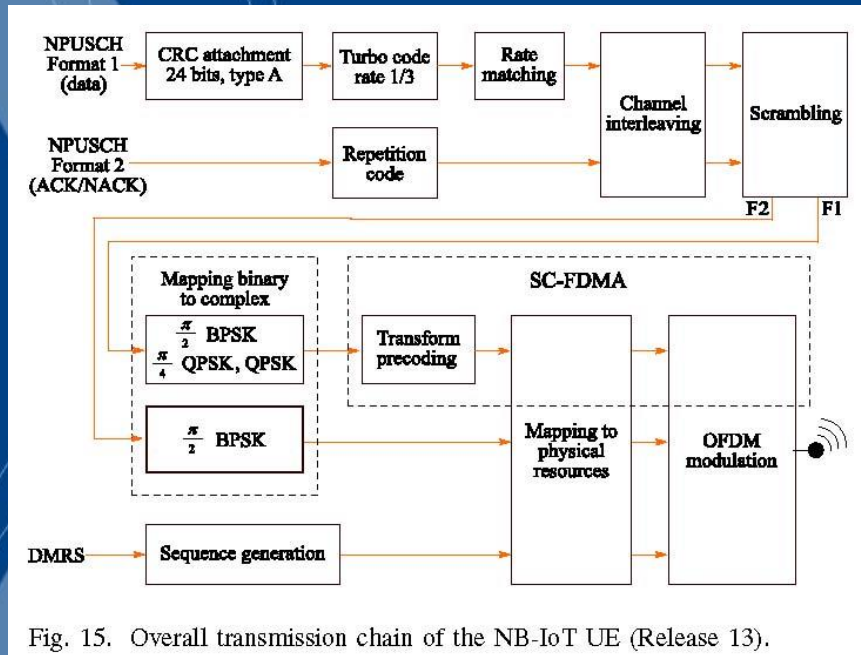 NPUSCH
Format 1
(data)
CRC attachment
24 bits, type A
Turbo code
rate 1/3
Rate
matching
Channel
interleaving
Scrambling
NPUSCH
Format 2
(ACK/NACK)
Repetition
code
F2
F1
Mapping binary
to complex
π/2 BPSK
π/4 QPSK, QPSK
π/2 BPSK
SC-FDMA
Transform
precoding
Mapping to
physical
resources
OFDM
modulation
DMRS
Sequence generation
Fig. 15. Overall transmission chain of the NB-IoT UE (Release 13).